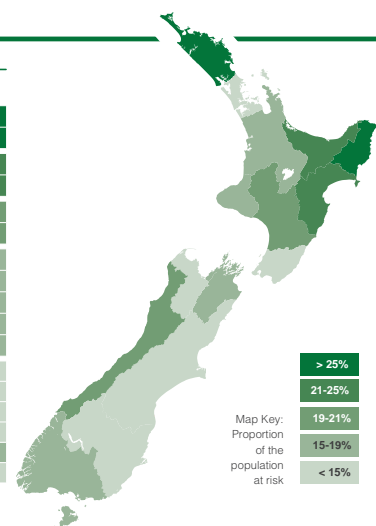 > 25%
21-25%
Map Key:
19-21%
Proportion
of the
15-19%
population
at risk
< 15%